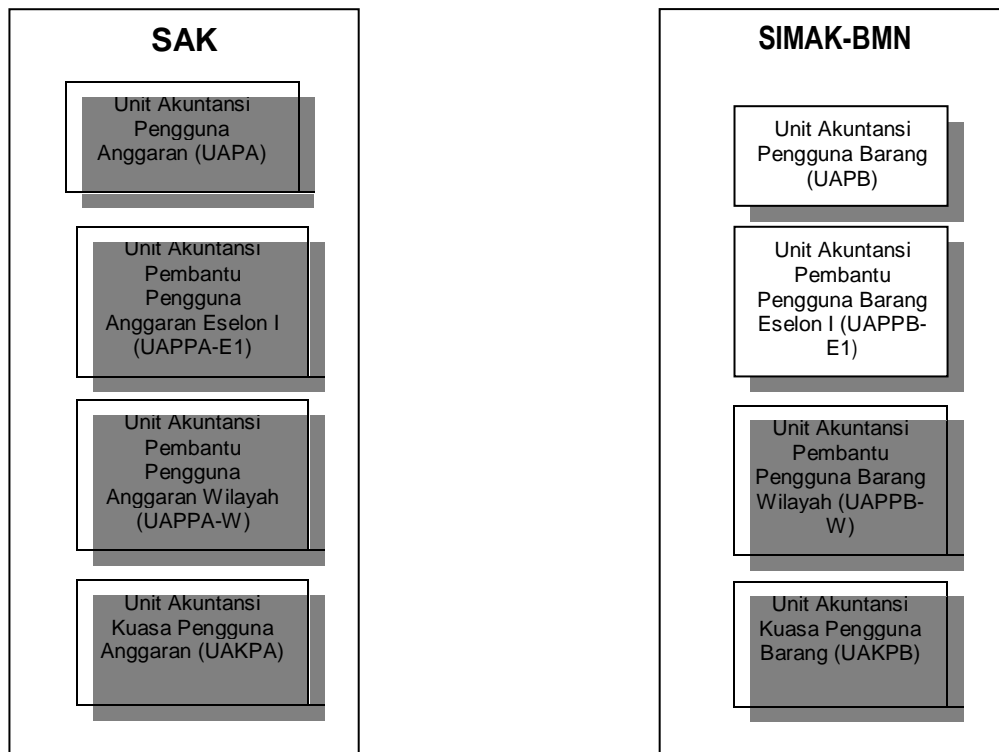 SAK
Unit Akuntansi
Pengguna
Anggaran (UAPA)
Unit Akuntansi
Pembantu
Pengguna
Anggaran Eselon I
(UAPPA-E1)
Unit Akuntansi
Pembantu
Pengguna
Anggaran Wilayah
(UAPPA-W)
Unit Akuntansi
Kuasa Pengguna
Anggaran (UAKPA)
SIMAK-BMN
Unit Akuntansi
Pengguna Barang
(UAPB)
Unit Akuntansi
Pembantu
Pengguna Barang
Eselon I (UAPPB-
E1)
Unit Akuntansi
Pembantu
Pengguna Barang
Wilayah (UAPPB-
W)
Unit Akuntansi
Kuasa Pengguna
Barang (UAKPB)